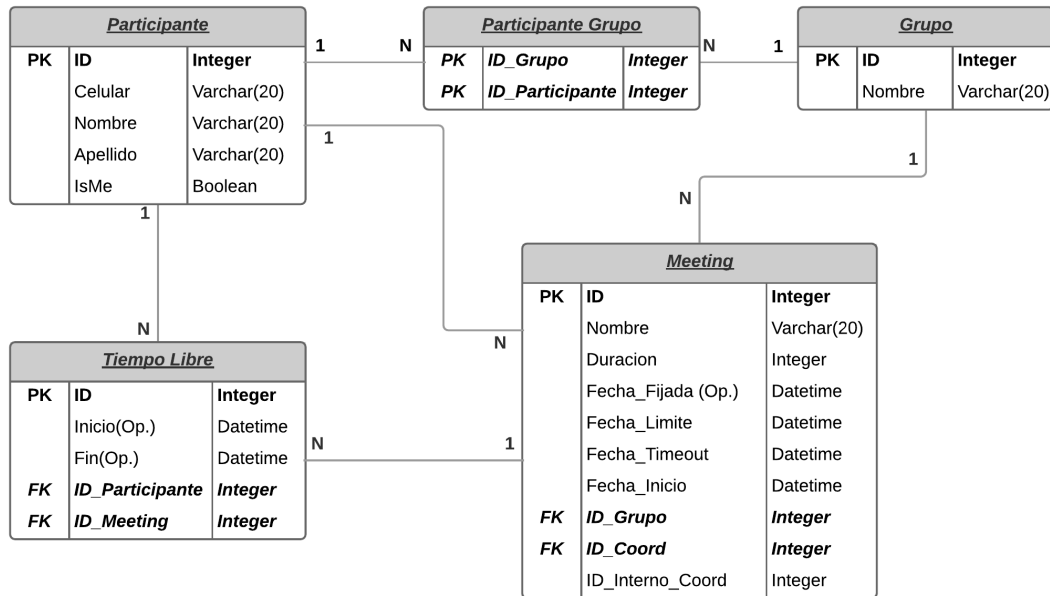 Participante
PK ID Integer
Celular Varchar(20)
Nombre Varchar(20)
Apellido Varchar(20)
IsMe Boolean
1
N
Participante Grupo
PK ID_Grupo Integer
PK ID_Participante Integer
N
1
Grupo
PK ID Integer
Nombre Varchar(20)
1
N
1
N
1
N
Tiempo Libre
PK ID Integer
Inicio(Op.) Datetime
Fin(Op.) Datetime
FK ID_Participante Integer
FK ID_Meeting Integer
N
1
Meeting
PK ID Integer
Nombre Varchar(20)
Duracion Integer
Fecha_Fijada (Op.) Datetime
Fecha_Limite Datetime
Fecha_Timeout Datetime
Fecha_Inicio Datetime
FK ID_Grupo Integer
FK ID_Coord Integer
ID_Interno_Coord Integer